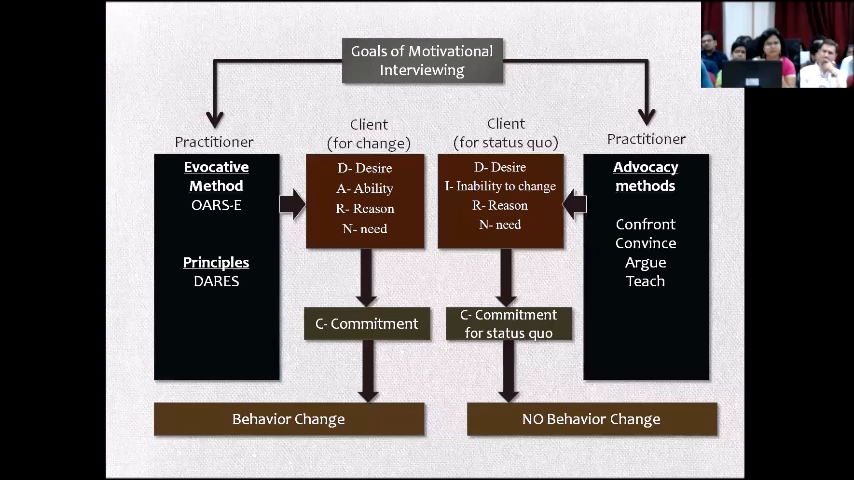 Goals of Motivational
Interviewing
Practitioner
Evocative
Method
OARS-E
Principles
DARES
Client
(for change)
D- Desire
A- Ability
R- Reason
N- need
C- Commitment
Behavior Change
Client
(for status quo)
D- Desire
I- Inability to change
R- Reason
N- need
C- Commitment
for status quo
NO Behavior Change
Practitioner
Advocacy
methods
Confront
Convince
Argue
Teach